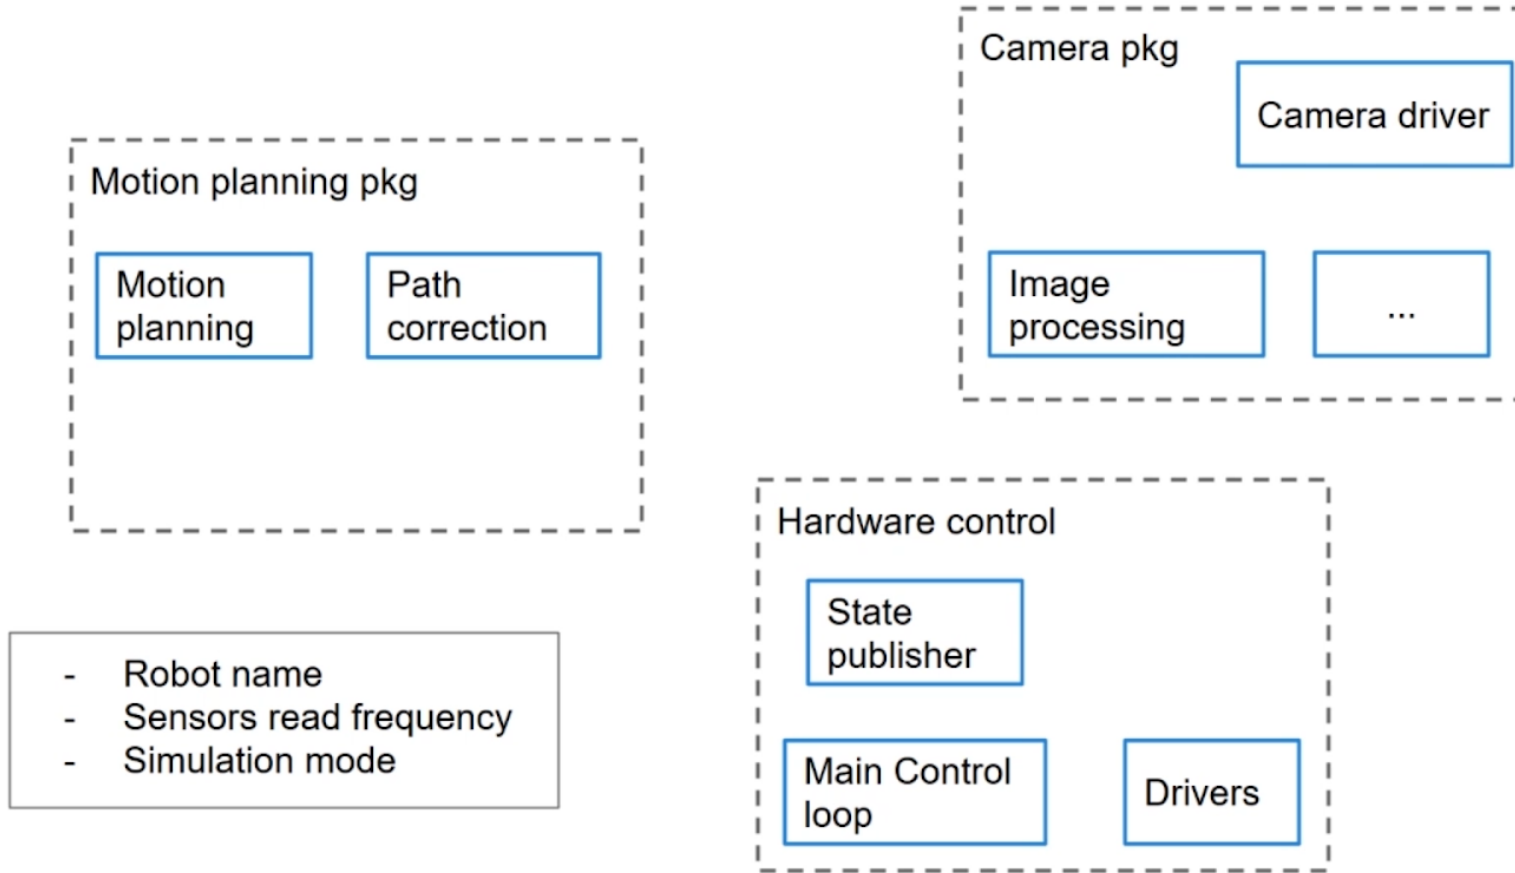 Camera pkg
Camera driver
Motion planning pkg
Motion
planning
Path
correction
Image
processing
...
Hardware control
State
publisher
- Robot name
- Sensors read frequency
- Simulation mode
Main Control
loop
Drivers